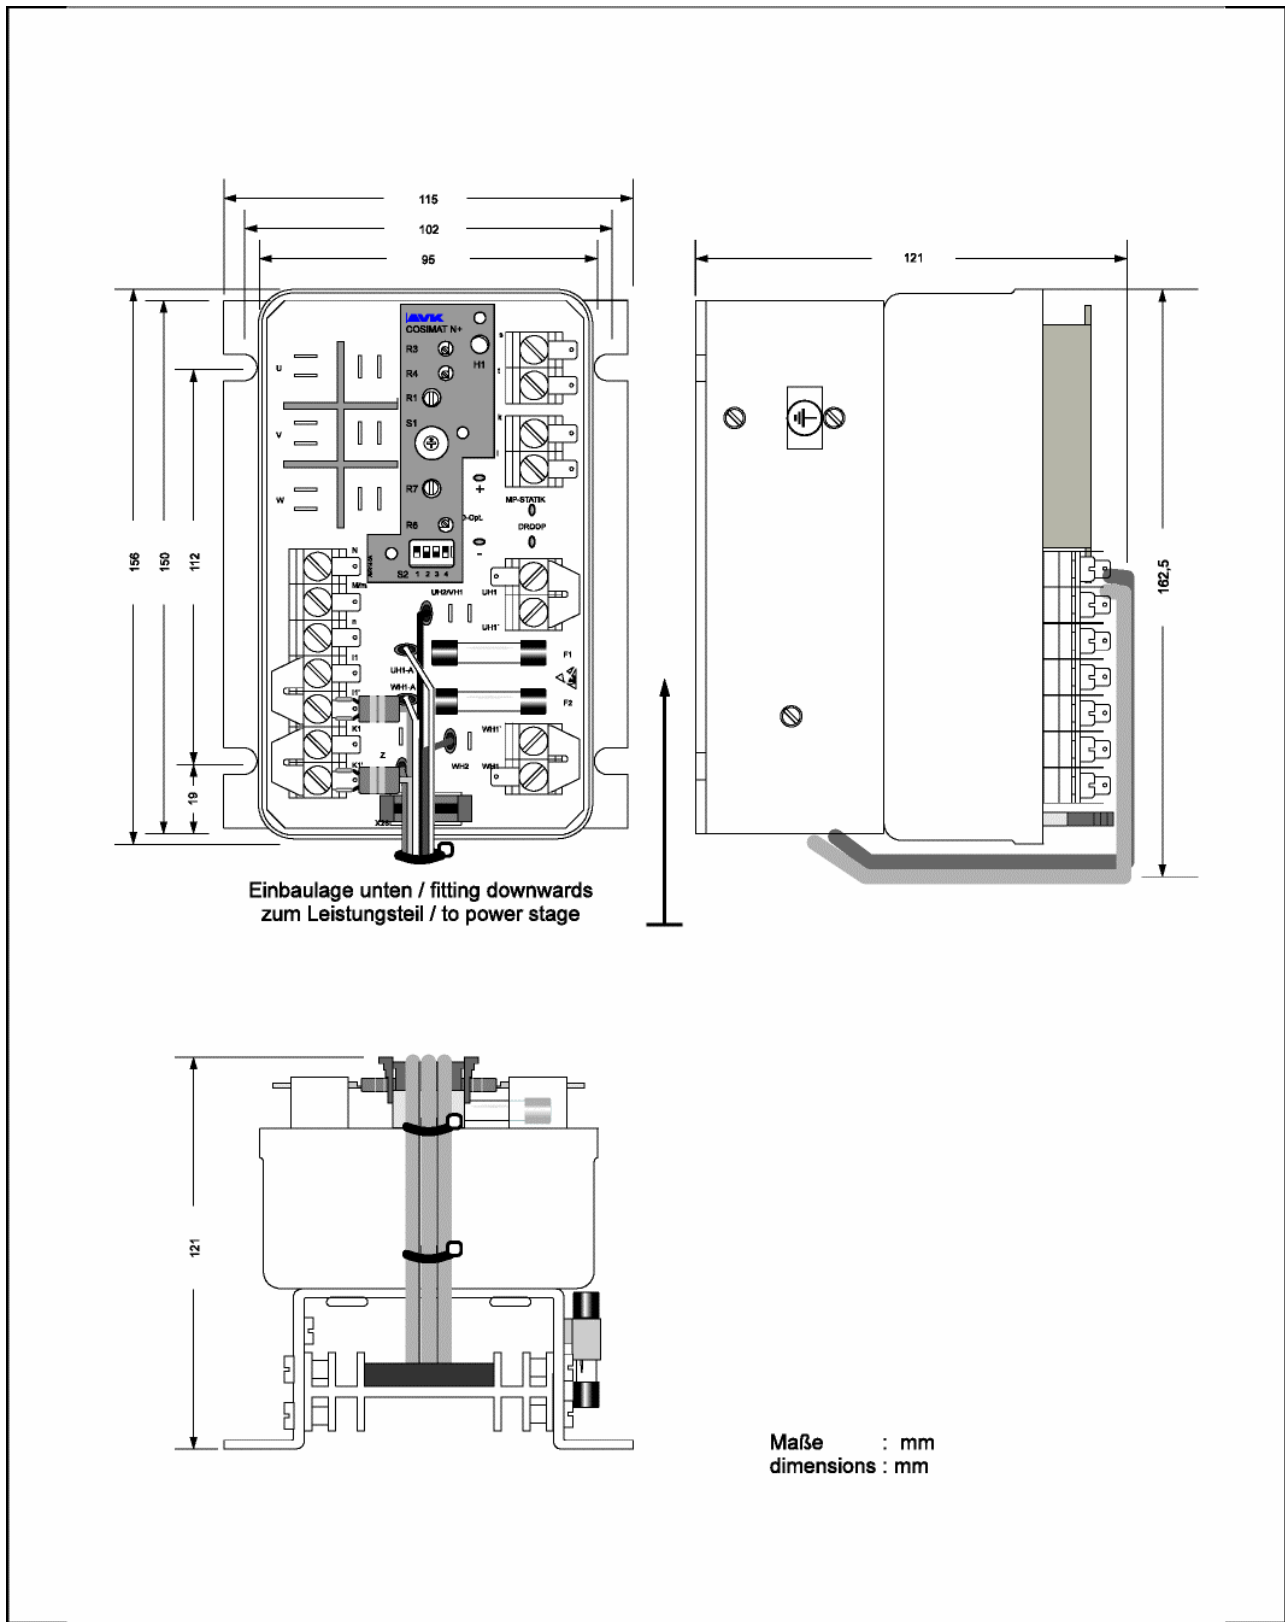 115
102
95
121
156
150
112
19
162,5
AVK
COSIMAT N+
R3
H1
R4
R1
S1
R7
R6
S2
1 2 3 4
U
V
W
s
t
k
l
+
MP-STATIK
DROOP
-
N
n
I1
I1'
K1
K1'
UH2/VH1
UH1
UH1'
UH1-A
WH1-A
F1
F2
Z
WH1'
WH2
WH1
Einbaulage unten / fitting downwards
zum Leistungsteil / to power stage
121
Maße : mm
dimensions : mm